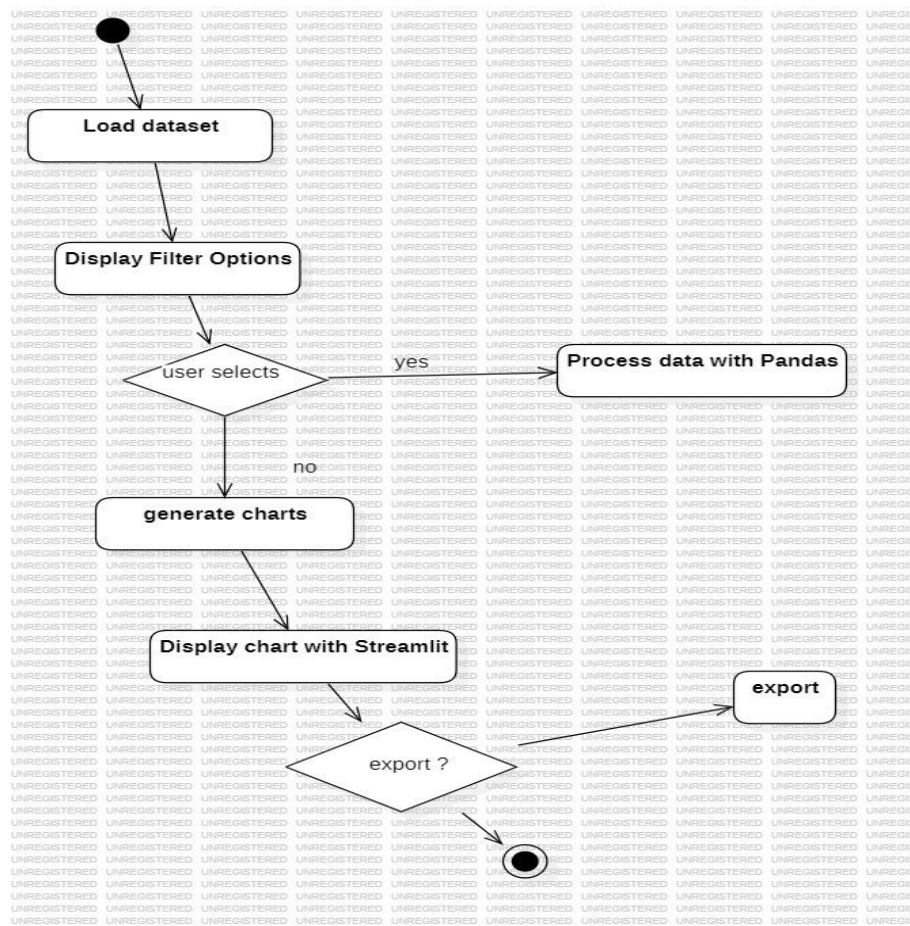 Load dataset
Display Filter Options
user selects
yes
Process data with Pandas
no
generate charts
Display chart with Streamlit
export
export ?
UNREGISTERED